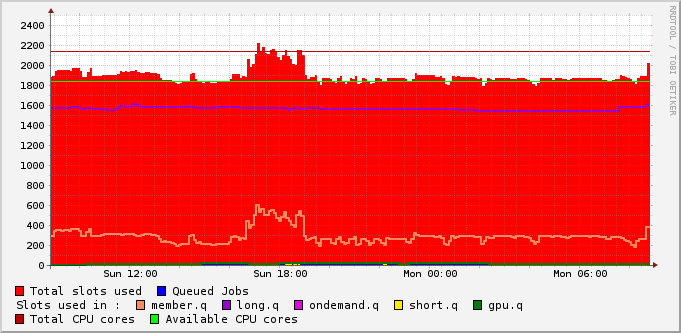 2400
2200
2000
1800
1600
1400
1200
1000
800
600
400
200
0
Sun 12:00 Sun 18:00 Mon 00:00 Mon 06:00
Total slots used Queued Jobs
Slots used in : member.q long.q ondemand.q short.q gpu.q
Total CPU cores Available CPU cores
RRDTOOL / TOBI OETIKER